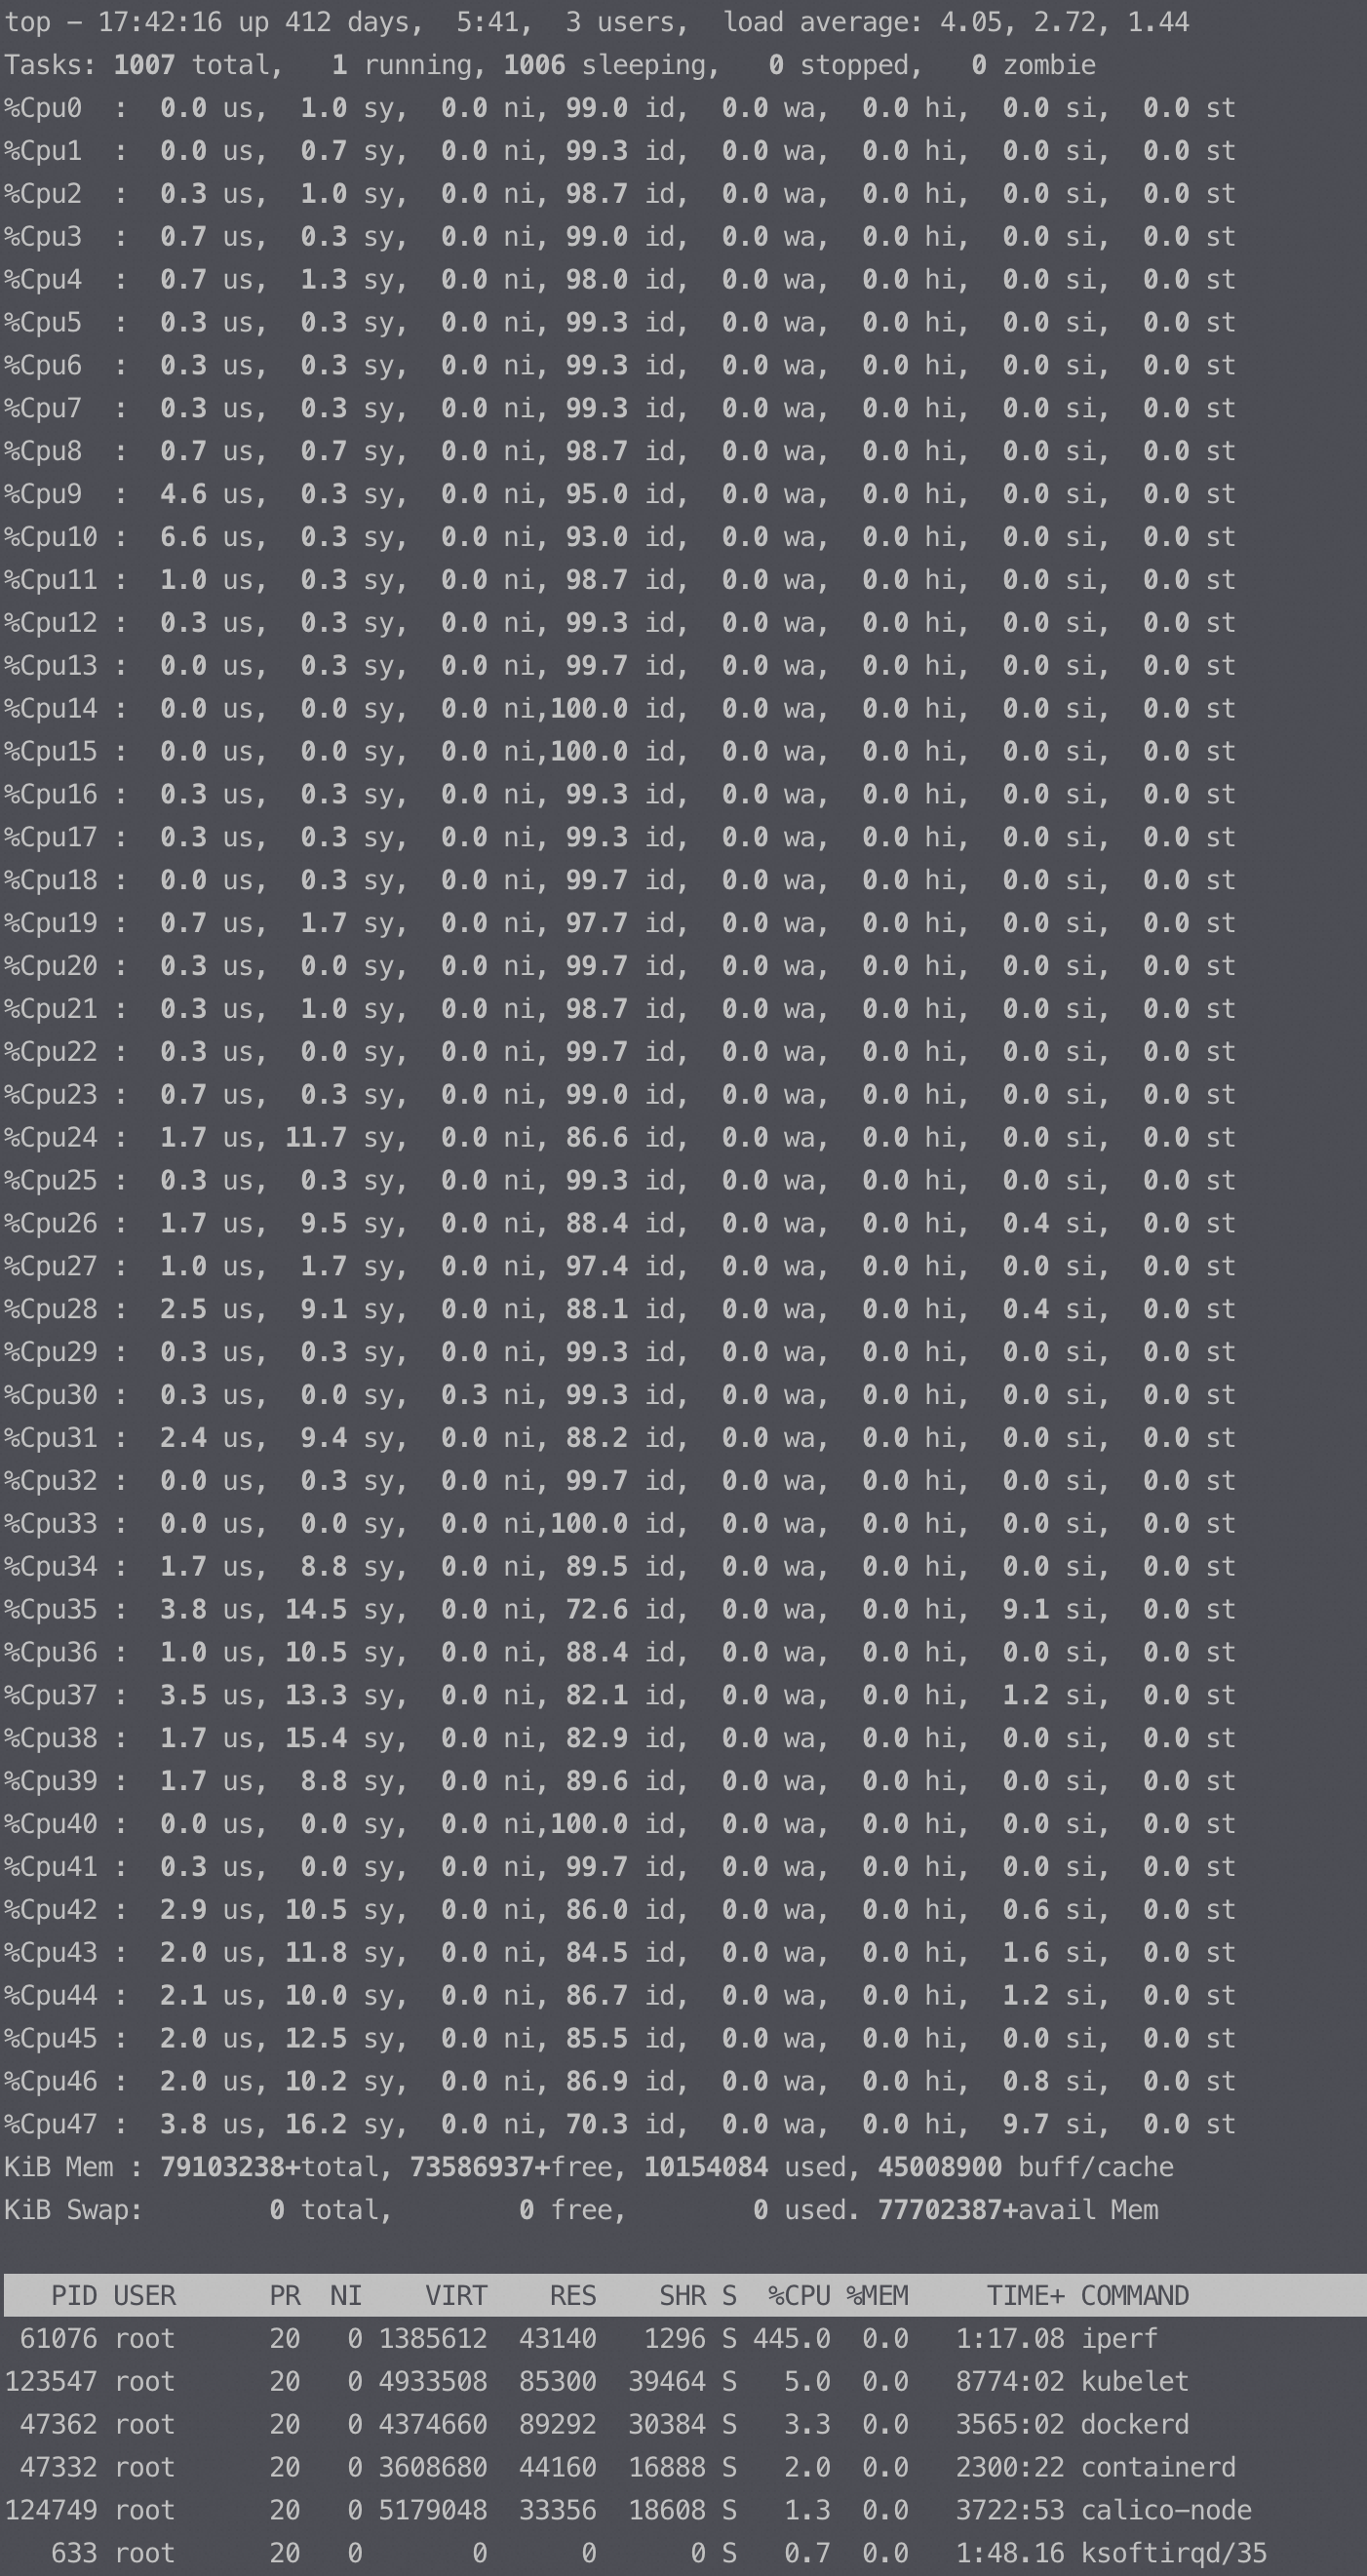 top - 17:42:16 up 412 days,  5:41,  3 users,  load average: 4.05, 2.72, 1.44
Tasks: 1007 total,   1 running, 1006 sleeping,   0 stopped,   0 zombie
%Cpu0  :  0.0 us,  1.0 sy,  0.0 ni, 99.0 id,  0.0 wa,  0.0 hi,  0.0 si,  0.0 st
%Cpu1  :  0.0 us,  0.7 sy,  0.0 ni, 99.3 id,  0.0 wa,  0.0 hi,  0.0 si,  0.0 st
%Cpu2  :  0.3 us,  1.0 sy,  0.0 ni, 98.7 id,  0.0 wa,  0.0 hi,  0.0 si,  0.0 st
%Cpu3  :  0.7 us,  0.3 sy,  0.0 ni, 99.0 id,  0.0 wa,  0.0 hi,  0.0 si,  0.0 st
%Cpu4  :  0.7 us,  1.3 sy,  0.0 ni, 98.0 id,  0.0 wa,  0.0 hi,  0.0 si,  0.0 st
%Cpu5  :  0.3 us,  0.3 sy,  0.0 ni, 99.3 id,  0.0 wa,  0.0 hi,  0.0 si,  0.0 st
%Cpu6  :  0.3 us,  0.3 sy,  0.0 ni, 99.3 id,  0.0 wa,  0.0 hi,  0.0 si,  0.0 st
%Cpu7  :  0.3 us,  0.3 sy,  0.0 ni, 99.3 id,  0.0 wa,  0.0 hi,  0.0 si,  0.0 st
%Cpu8  :  0.7 us,  0.7 sy,  0.0 ni, 98.7 id,  0.0 wa,  0.0 hi,  0.0 si,  0.0 st
%Cpu9  :  4.6 us,  0.3 sy,  0.0 ni, 95.0 id,  0.0 wa,  0.0 hi,  0.0 si,  0.0 st
%Cpu10 :  6.6 us,  0.3 sy,  0.0 ni, 93.0 id,  0.0 wa,  0.0 hi,  0.0 si,  0.0 st
%Cpu11 :  1.0 us,  0.3 sy,  0.0 ni, 98.7 id,  0.0 wa,  0.0 hi,  0.0 si,  0.0 st
%Cpu12 :  0.3 us,  0.3 sy,  0.0 ni, 99.3 id,  0.0 wa,  0.0 hi,  0.0 si,  0.0 st
%Cpu13 :  0.0 us,  0.3 sy,  0.0 ni, 99.7 id,  0.0 wa,  0.0 hi,  0.0 si,  0.0 st
%Cpu14 :  0.0 us,  0.0 sy,  0.0 ni,100.0 id,  0.0 wa,  0.0 hi,  0.0 si,  0.0 st
%Cpu15 :  0.0 us,  0.0 sy,  0.0 ni,100.0 id,  0.0 wa,  0.0 hi,  0.0 si,  0.0 st
%Cpu16 :  0.3 us,  0.3 sy,  0.0 ni, 99.3 id,  0.0 wa,  0.0 hi,  0.0 si,  0.0 st
%Cpu17 :  0.3 us,  0.3 sy,  0.0 ni, 99.3 id,  0.0 wa,  0.0 hi,  0.0 si,  0.0 st
%Cpu18 :  0.0 us,  0.3 sy,  0.0 ni, 99.7 id,  0.0 wa,  0.0 hi,  0.0 si,  0.0 st
%Cpu19 :  0.7 us,  1.7 sy,  0.0 ni, 97.7 id,  0.0 wa,  0.0 hi,  0.0 si,  0.0 st
%Cpu20 :  0.3 us,  0.0 sy,  0.0 ni, 99.7 id,  0.0 wa,  0.0 hi,  0.0 si,  0.0 st
%Cpu21 :  0.3 us,  1.0 sy,  0.0 ni, 98.7 id,  0.0 wa,  0.0 hi,  0.0 si,  0.0 st
%Cpu22 :  0.3 us,  0.0 sy,  0.0 ni, 99.7 id,  0.0 wa,  0.0 hi,  0.0 si,  0.0 st
%Cpu23 :  0.7 us,  0.3 sy,  0.0 ni, 99.0 id,  0.0 wa,  0.0 hi,  0.0 si,  0.0 st
%Cpu24 :  1.7 us, 11.7 sy,  0.0 ni, 86.6 id,  0.0 wa,  0.0 hi,  0.0 si,  0.0 st
%Cpu25 :  0.3 us,  0.3 sy,  0.0 ni, 99.3 id,  0.0 wa,  0.0 hi,  0.0 si,  0.0 st
%Cpu26 :  1.7 us,  9.5 sy,  0.0 ni, 88.4 id,  0.0 wa,  0.0 hi,  0.4 si,  0.0 st
%Cpu27 :  1.0 us,  1.7 sy,  0.0 ni, 97.4 id,  0.0 wa,  0.0 hi,  0.0 si,  0.0 st
%Cpu28 :  2.5 us,  9.1 sy,  0.0 ni, 88.1 id,  0.0 wa,  0.0 hi,  0.4 si,  0.0 st
%Cpu29 :  0.3 us,  0.3 sy,  0.0 ni, 99.3 id,  0.0 wa,  0.0 hi,  0.0 si,  0.0 st
%Cpu30 :  0.3 us,  0.0 sy,  0.3 ni, 99.3 id,  0.0 wa,  0.0 hi,  0.0 si,  0.0 st
%Cpu31 :  2.4 us,  9.4 sy,  0.0 ni, 88.2 id,  0.0 wa,  0.0 hi,  0.0 si,  0.0 st
%Cpu32 :  0.0 us,  0.3 sy,  0.0 ni, 99.7 id,  0.0 wa,  0.0 hi,  0.0 si,  0.0 st
%Cpu33 :  0.0 us,  0.0 sy,  0.0 ni,100.0 id,  0.0 wa,  0.0 hi,  0.0 si,  0.0 st
%Cpu34 :  1.7 us,  8.8 sy,  0.0 ni, 89.5 id,  0.0 wa,  0.0 hi,  0.0 si,  0.0 st
%Cpu35 :  3.8 us, 14.5 sy,  0.0 ni, 72.6 id,  0.0 wa,  0.0 hi,  9.1 si,  0.0 st
%Cpu36 :  1.0 us, 10.5 sy,  0.0 ni, 88.4 id,  0.0 wa,  0.0 hi,  0.0 si,  0.0 st
%Cpu37 :  3.5 us, 13.3 sy,  0.0 ni, 82.1 id,  0.0 wa,  0.0 hi,  1.2 si,  0.0 st
%Cpu38 :  1.7 us, 15.4 sy,  0.0 ni, 82.9 id,  0.0 wa,  0.0 hi,  0.0 si,  0.0 st
%Cpu39 :  1.7 us,  8.8 sy,  0.0 ni, 89.6 id,  0.0 wa,  0.0 hi,  0.0 si,  0.0 st
%Cpu40 :  0.0 us,  0.0 sy,  0.0 ni,100.0 id,  0.0 wa,  0.0 hi,  0.0 si,  0.0 st
%Cpu41 :  0.3 us,  0.0 sy,  0.0 ni, 99.7 id,  0.0 wa,  0.0 hi,  0.0 si,  0.0 st
%Cpu42 :  2.9 us, 10.5 sy,  0.0 ni, 86.0 id,  0.0 wa,  0.0 hi,  0.6 si,  0.0 st
%Cpu43 :  2.0 us, 11.8 sy,  0.0 ni, 84.5 id,  0.0 wa,  0.0 hi,  1.6 si,  0.0 st
%Cpu44 :  2.1 us, 10.0 sy,  0.0 ni, 86.7 id,  0.0 wa,  0.0 hi,  1.2 si,  0.0 st
%Cpu45 :  2.0 us, 12.5 sy,  0.0 ni, 85.5 id,  0.0 wa,  0.0 hi,  0.0 si,  0.0 st
%Cpu46 :  2.0 us, 10.2 sy,  0.0 ni, 86.9 id,  0.0 wa,  0.0 hi,  0.8 si,  0.0 st
%Cpu47 :  3.8 us, 16.2 sy,  0.0 ni, 70.3 id,  0.0 wa,  0.0 hi,  9.7 si,  0.0 st
KiB Mem : 79103238+total, 73586937+free, 10154084 used, 45008900 buff/cache
KiB Swap:        0 total,        0 free,        0 used. 77702387+avail Mem
   PID USER      PR  NI    VIRT    RES    SHR S  %CPU %MEM     TIME+ COMMAND
 61076 root      20   0 1385612  43140   1296 S 445.0  0.0   1:17.08 iperf
123547 root      20   0 4933508  85300  39464 S   5.0  0.0   8774:02 kubelet
 47362 root      20   0 4374660  89292  30384 S   3.3  0.0   3565:02 dockerd
 47332 root      20   0 3608680  44160  16888 S   2.0  0.0   2300:22 containerd
124749 root      20   0 5179048  33356  18608 S   1.3  0.0   3722:53 calico-node
   633 root      20   0       0      0      0 S   0.7  0.0   1:48.16 ksoftirqd/35